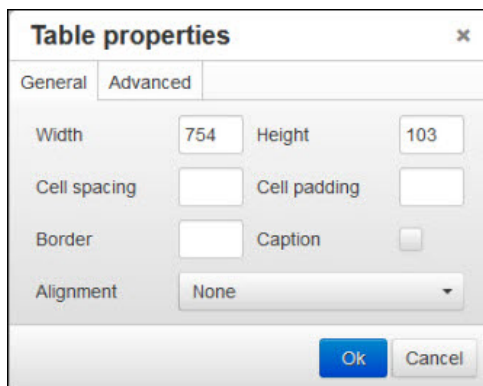 Table properties ×
General Advanced
Width 754 Height 103
Cell spacing Cell padding
Border Caption
Alignment None
Ok Cancel